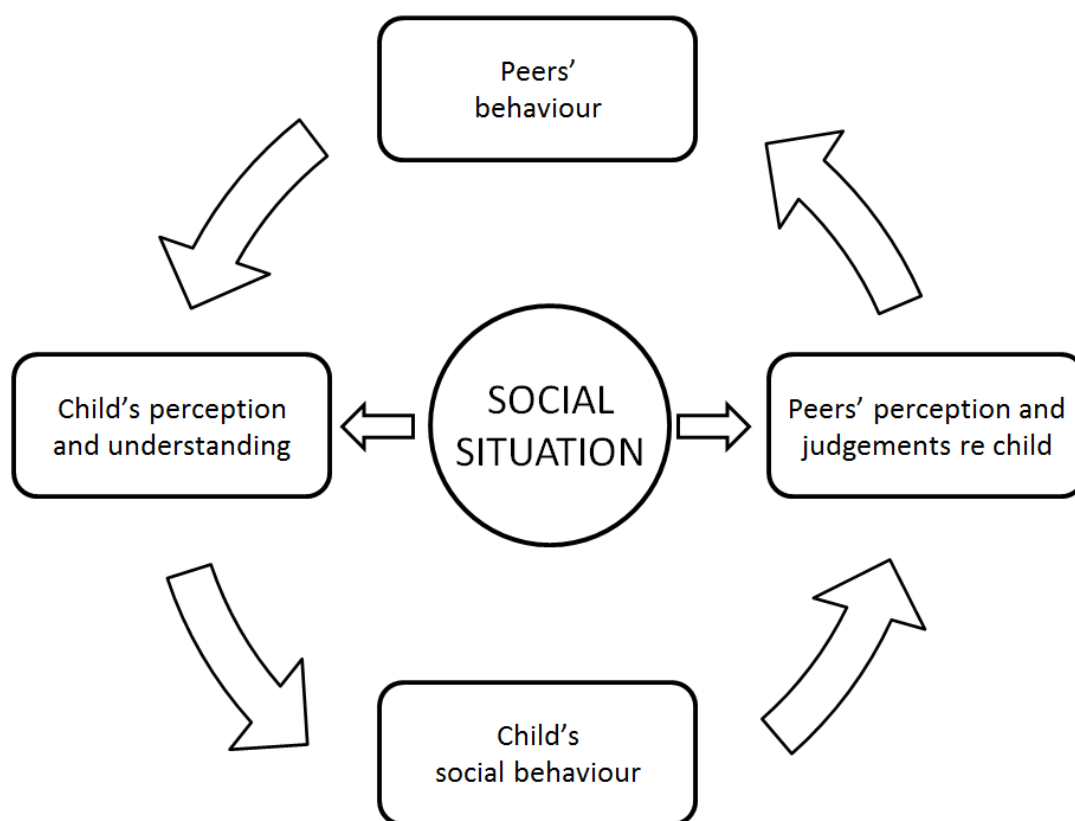 Peers’
behaviour
Child’s perception
and understanding
SOCIAL
SITUATION
Peers’ perception and
judgements re child
Child’s
social behaviour